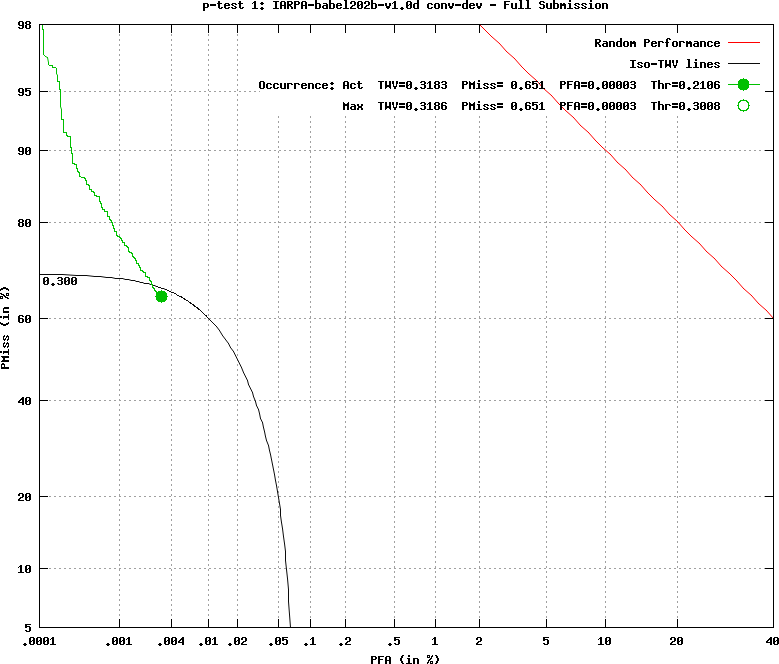 p-test 1: IARPA-babel202b-v1.0d conv-dev - Full Submission
Random Performance
Iso-TWV lines
Occurrence: Act TWV=0.3183 PMiss= 0.651 PFA=0.00003 Thr=0.2106
Max TWV=0.3186 PMiss= 0.651 PFA=0.00003 Thr=0.3008
98
95
90
80
60
40
20
10
5
0.300
PMiss (in %)
.0001 .001 .004 .01 .02 .05 .1 .2 .5 1 2 5 10 20 40
PFA (in %)